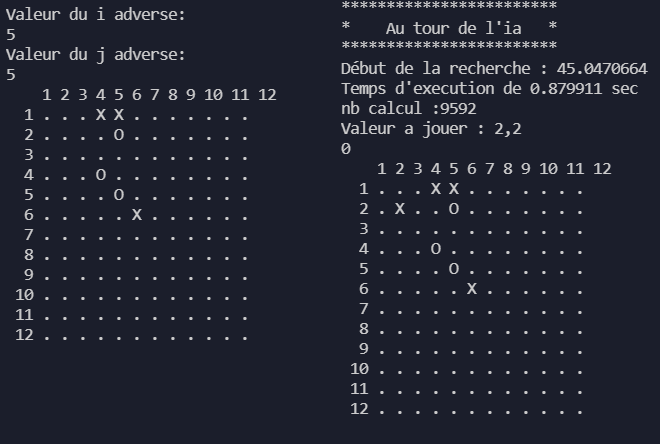 Valeur du i adverse:
5
Valeur du j adverse:
5
1 2 3 4 5 6 7 8 9 10 11 12
1 . . . X X . . . . . . .
2 . . . . O . . . . . . .
3 . . . . . . . . . . . .
4 . . . O . . . . . . . .
5 . . . . O . . . . . . .
6 . . . . . X . . . . . .
7 . . . . . . . . . . . .
8 . . . . . . . . . . . .
9 . . . . . . . . . . . .
10 . . . . . . . . . . . .
11 . . . . . . . . . . . .
12 . . . . . . . . . . . .
************************
*    Au tour de l'ia   *
************************
Début de la recherche : 45.0470664
Temps d'execution de 0.879911 sec
nb calcul :9592
Valeur a jouer : 2,2
0
1 2 3 4 5 6 7 8 9 10 11 12
1 . . . X X . . . . . . .
2 . X . . O . . . . . . .
3 . . . . . . . . . . . .
4 . . . O . . . . . . . .
5 . . . . O . . . . . . .
6 . . . . . X . . . . . .
7 . . . . . . . . . . . .
8 . . . . . . . . . . . .
9 . . . . . . . . . . . .
10 . . . . . . . . . . . .
11 . . . . . . . . . . . .
12 . . . . . . . . . . . .